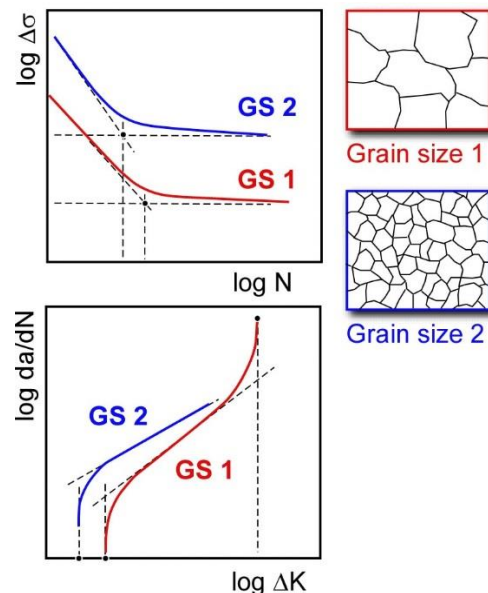 log Δσ
GS 2
GS 1
log N
Grain size 1
Grain size 2
log da/dN
GS 2
GS 1
log ΔK